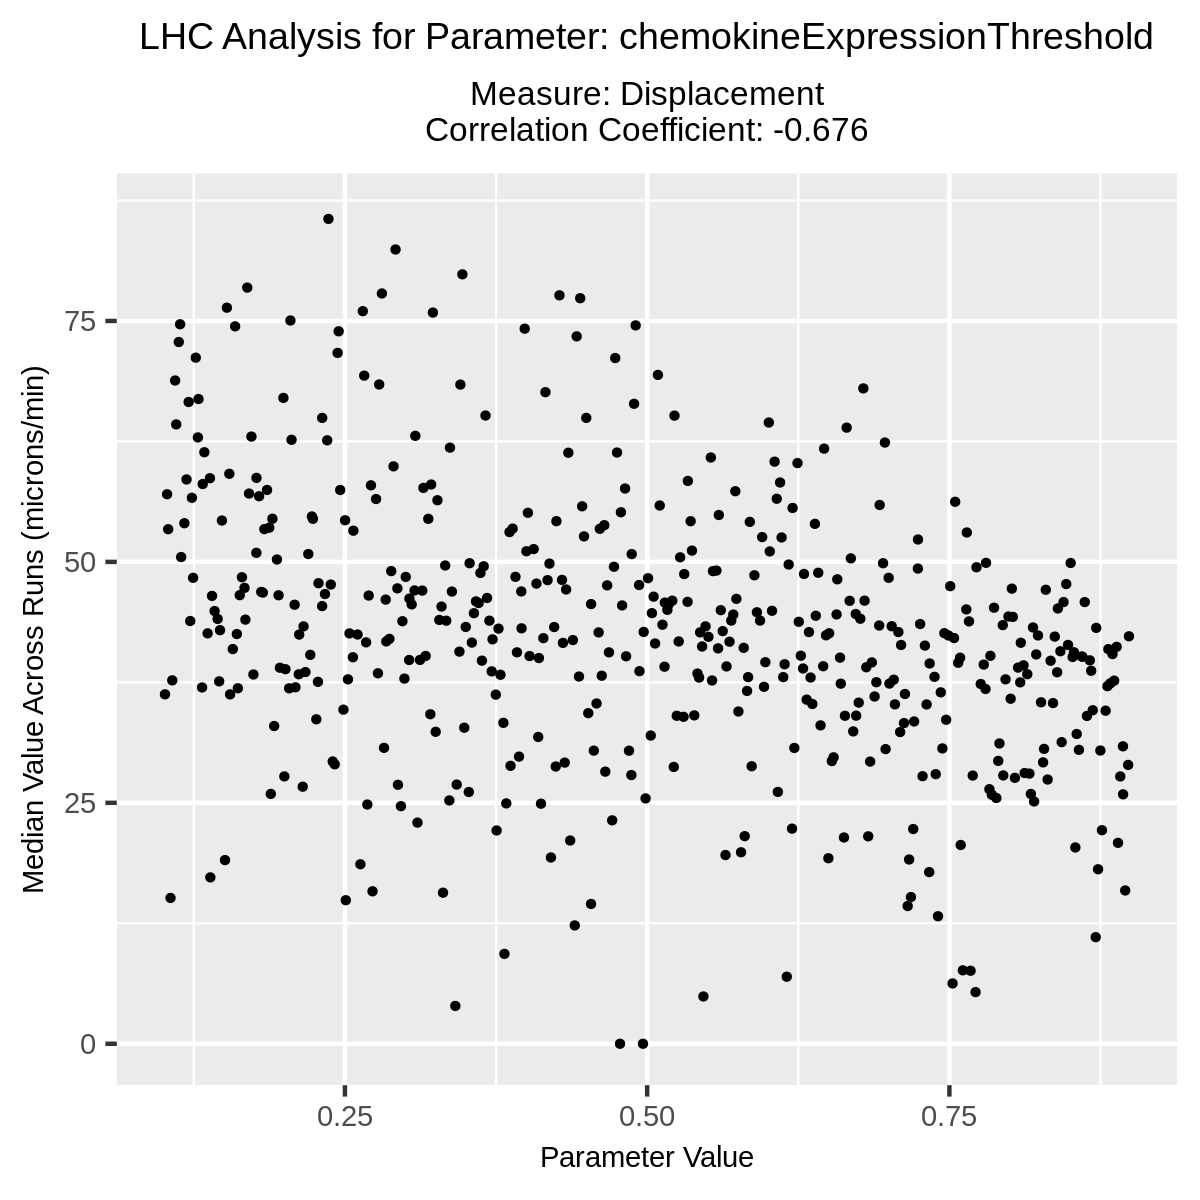 LHC Analysis for Parameter: chemokineExpressionThreshold
Measure: Displacement
Correlation Coefficient: -0.676
Median Value Across Runs (microns/min)
75
50
25
0
0.25 0.50 0.75
Parameter Value